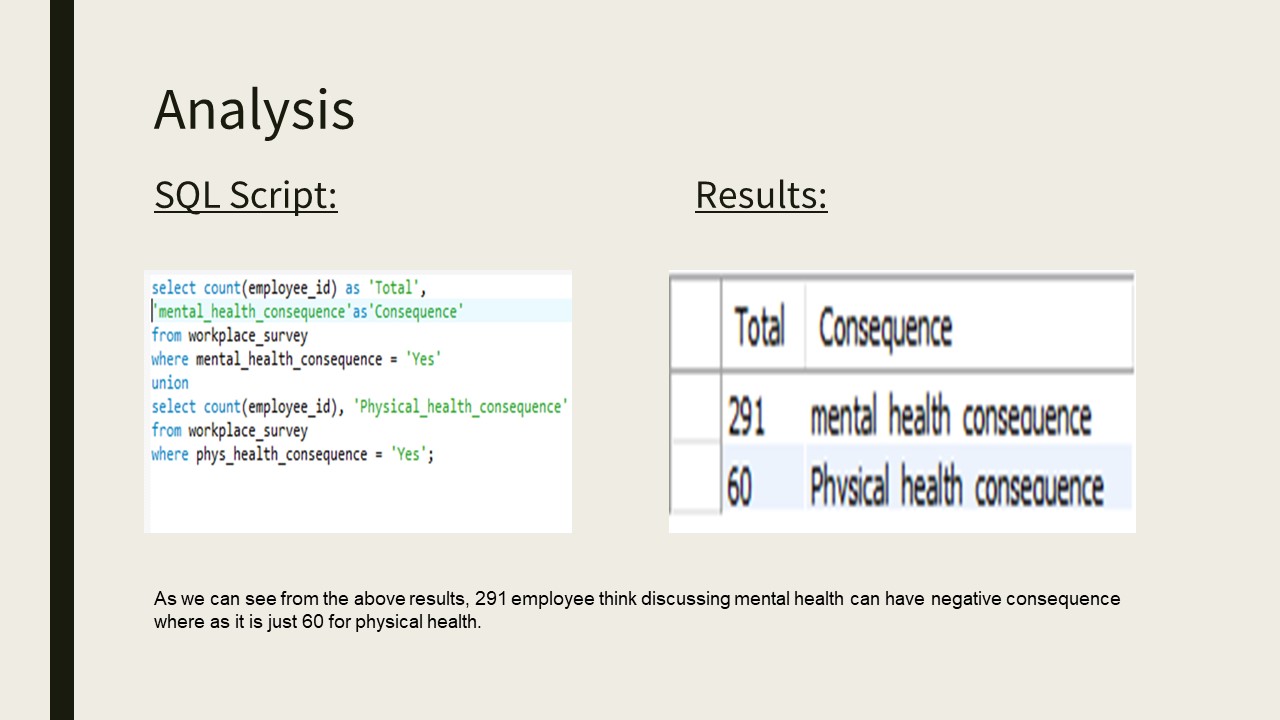 Analysis
SQL Script:
Results:
select count(employee_id) as 'Total',
'mental_health_consequence'as'Consequence'
from workplace_survey
where mental_health_consequence = 'Yes'
union
select count(employee_id), 'Physical_health_consequence'
from workplace_survey
where phys_health_consequence = 'Yes';
Total Consequence
291 mental health consequence
60 Physical health consequence
As we can see from the above results, 291 employee think discussing mental health can have negative consequence
where as it is just 60 for physical health.